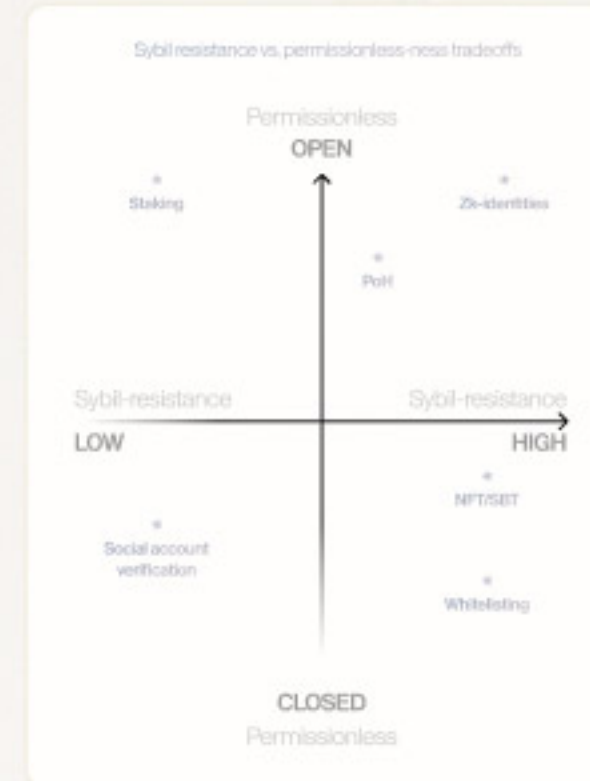 Sybil resistance vs. permissionless-ness tradeoffs
Permissionless
OPEN
Staking
Zk-identities
PoH
Sybil-resistance
Sybil-resistance
LOW
HIGH
NFT/SBT
Social account
verification
Whitelisting
CLOSED
Permissionless